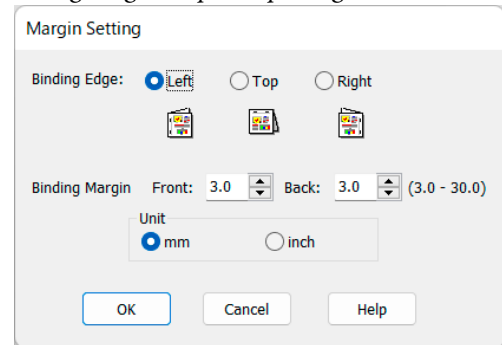 Margin Setting
Binding Edge: Left Top Right
Binding Margin Front: 3.0 Back: 3.0 (3.0 - 30.0)
Unit
mm inch
OK Cancel Help